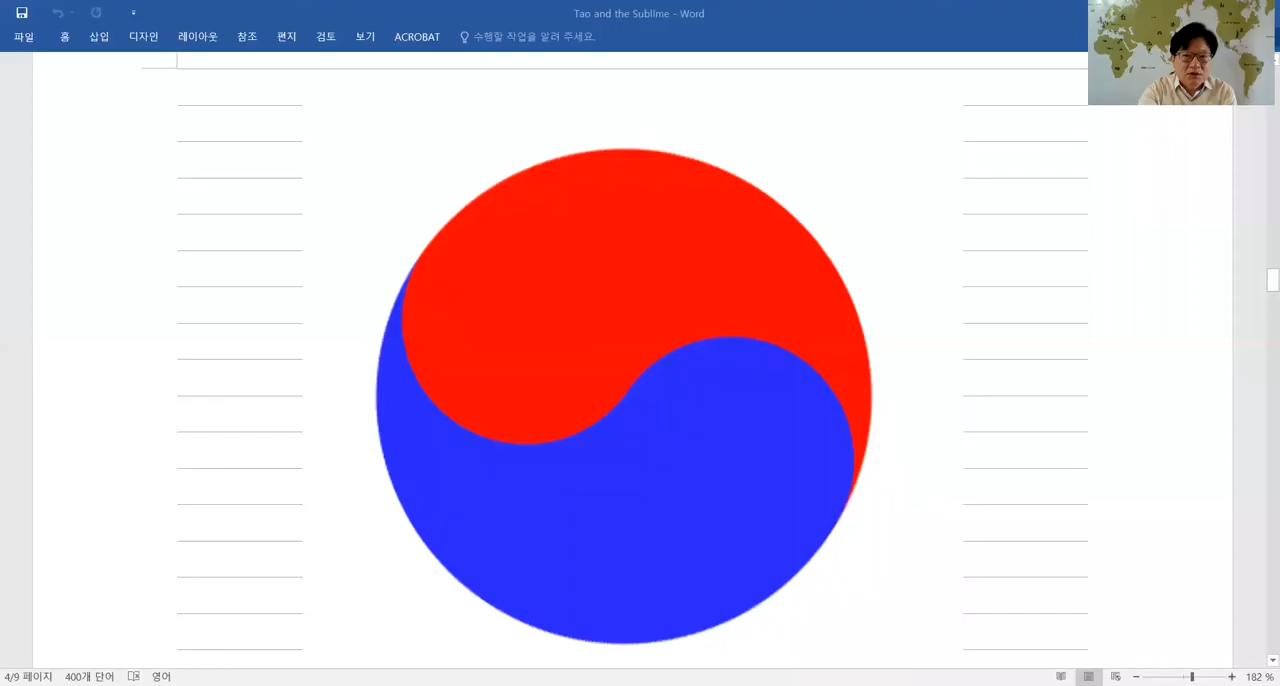 Tao and the Sublime - Word
파일 홈 삽입 디자인 레이아웃 참조 편지 검토 보기 ACROBAT 수행할 작업을 알려 주세요.
4/9 페이지 400개 단어 영어 182 %